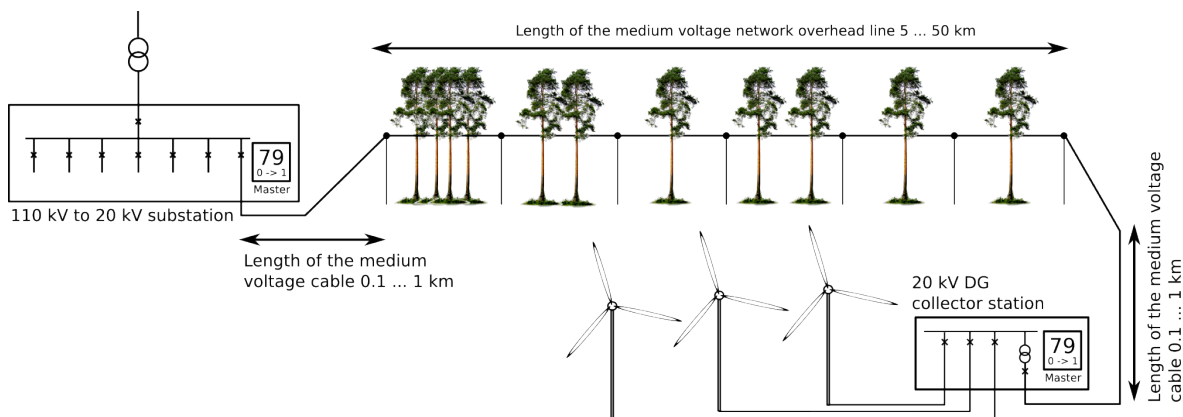 Length of the medium voltage network overhead line 5 ... 50 km
79
0 -> 1
Master
110 kV to 20 kV substation
Length of the medium
voltage cable 0.1 ... 1 km
20 kV DG
collector station
79
0 -> 1
Master
Length of the medium voltage
cable 0.1 ... 1 km